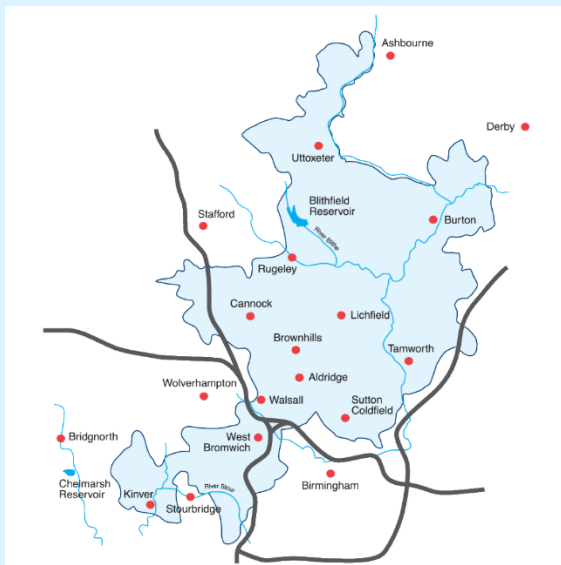 Ashbourne
Derby
Uttoxeter
Blithfield
Reservoir
Stafford
Burton
River Blithe
Rugeley
Cannock
Lichfield
Brownhills
Tamworth
Aldridge
Wolverhampton
Walsall
Sutton
Coldfield
Bridgnorth
West
Bromwich
Chelmarsh
Reservoir
Birmingham
Kinver
River Stour
Stourbridge